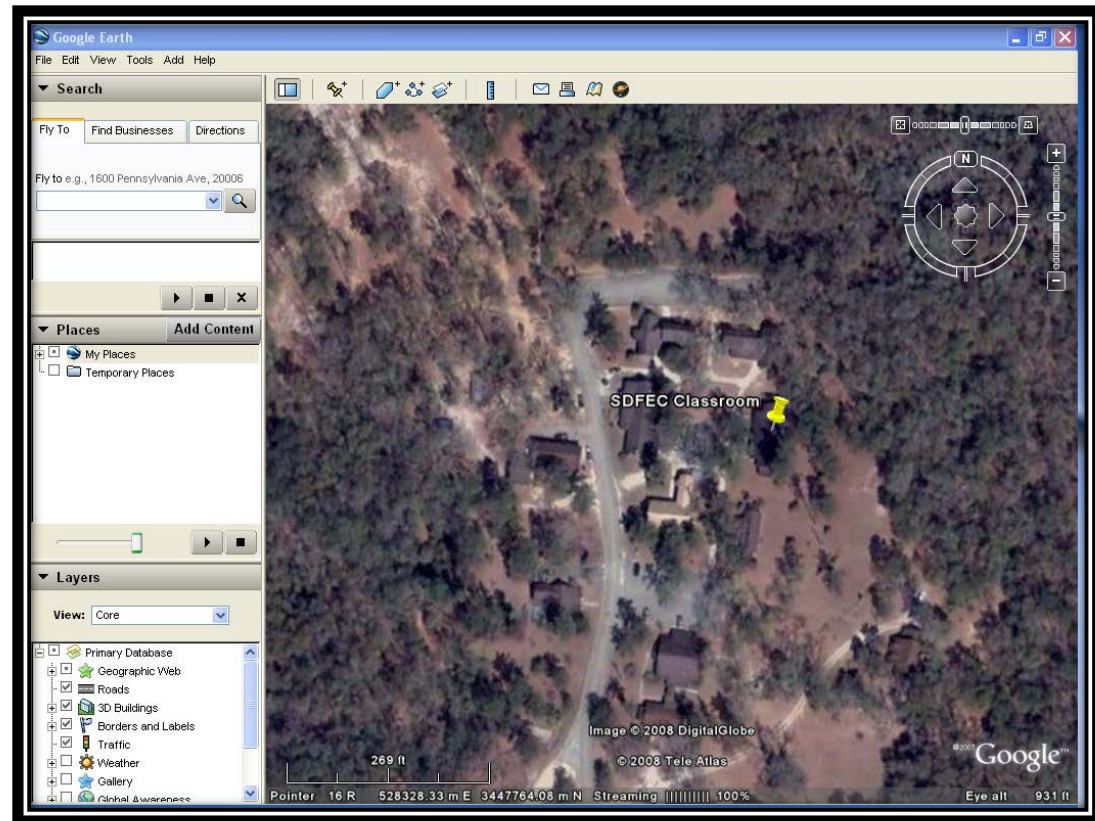 Google Earth
File Edit View Tools Add Help
Search
Fly To Find Businesses Directions
Fly to e.g., 1600 Pennsylvania Ave, 20006
Places Add Content
My Places
Temporary Places
Layers
View: Core
Primary Database
Geographic Web
Roads
3D Buildings
Borders and Labels
Traffic
Weather
Gallery
Global Awareness
N
SDFEC Classroom
Image © 2008 DigitalGlobe
© 2008 Tele Atlas
269 ft
©2007 Google™
Pointer 16 R 528328.33 m E 3447764.08 m N Streaming |||||||||| 100% Eye alt 931 ft